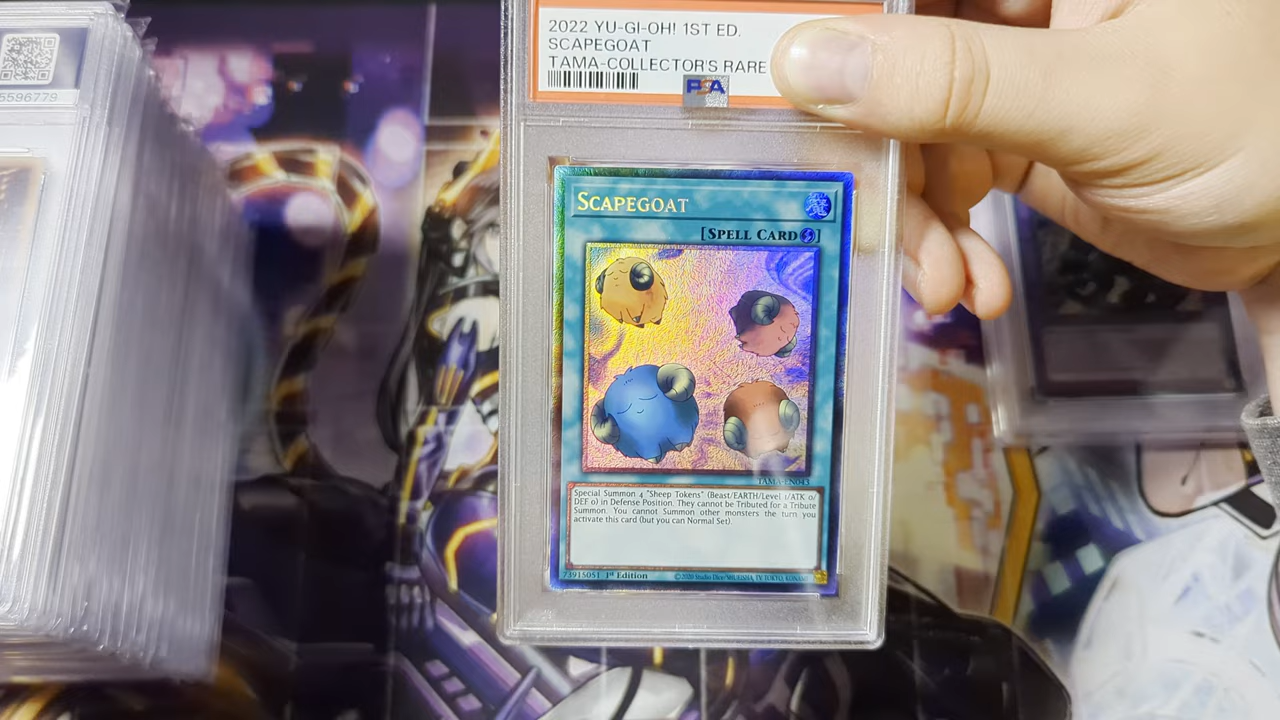 5596779
2022 YU-GI-OH! 1ST ED.
SCAPEGOAT
TAMA-COLLECTOR'S RARE
PSA
SCAPEGOAT
魔
[SPELL CARD]
TAMA-EN043
Special Summon 4 "Sheep Tokens" (Beast/EARTH/Level 1/ATK 0/
DEF 0) in Defense Position. They cannot be Tributed for a Tribute
Summon. You cannot Summon other monsters the turn you
activate this card (but you can Normal Set).
73915051 1st Edition
©2020 Studio Dice/SHUEISHA, TV TOKYO, KONAMI